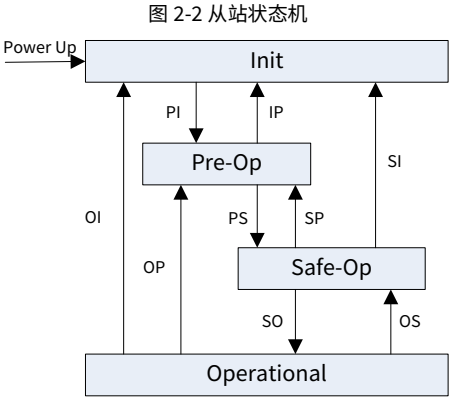 图 2-2 从站状态机
Power Up
Init
PI
IP
Pre-Op
SI
OI
PS
SP
OP
Safe-Op
SO
OS
Operational